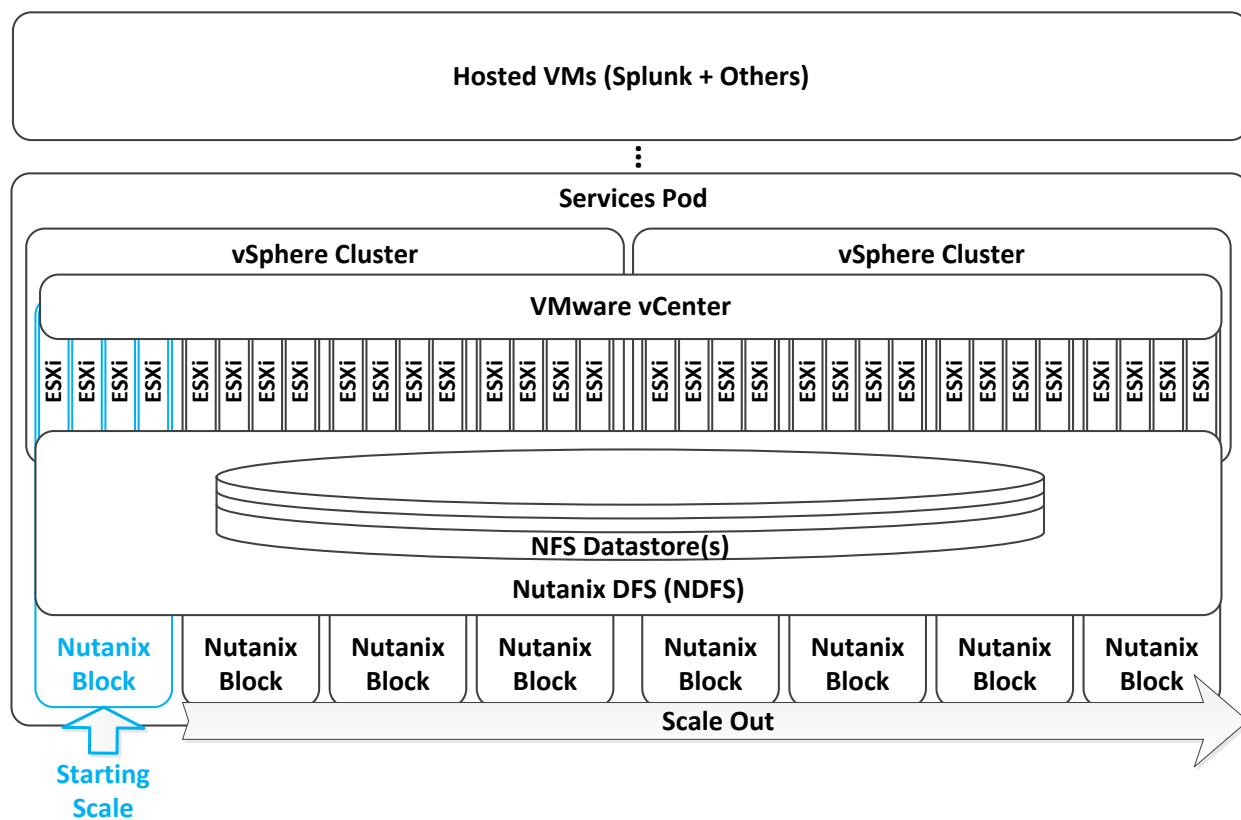 Hosted VMs (Splunk + Others)
Services Pod
vSphere Cluster
vSphere Cluster
VMware vCenter
ESXi ESXi ESXi ESXi ESXi ESXi ESXi ESXi ESXi ESXi ESXi ESXi ESXi ESXi ESXi ESXi ESXi ESXi ESXi ESXi ESXi ESXi ESXi ESXi ESXi ESXi ESXi ESXi ESXi ESXi ESXi ESXi
NFS Datastore(s)
Nutanix DFS (NDFS)
Nutanix
Block
Nutanix
Block
Nutanix
Block
Nutanix
Block
Nutanix
Block
Nutanix
Block
Nutanix
Block
Nutanix
Block
Scale Out
Starting
Scale